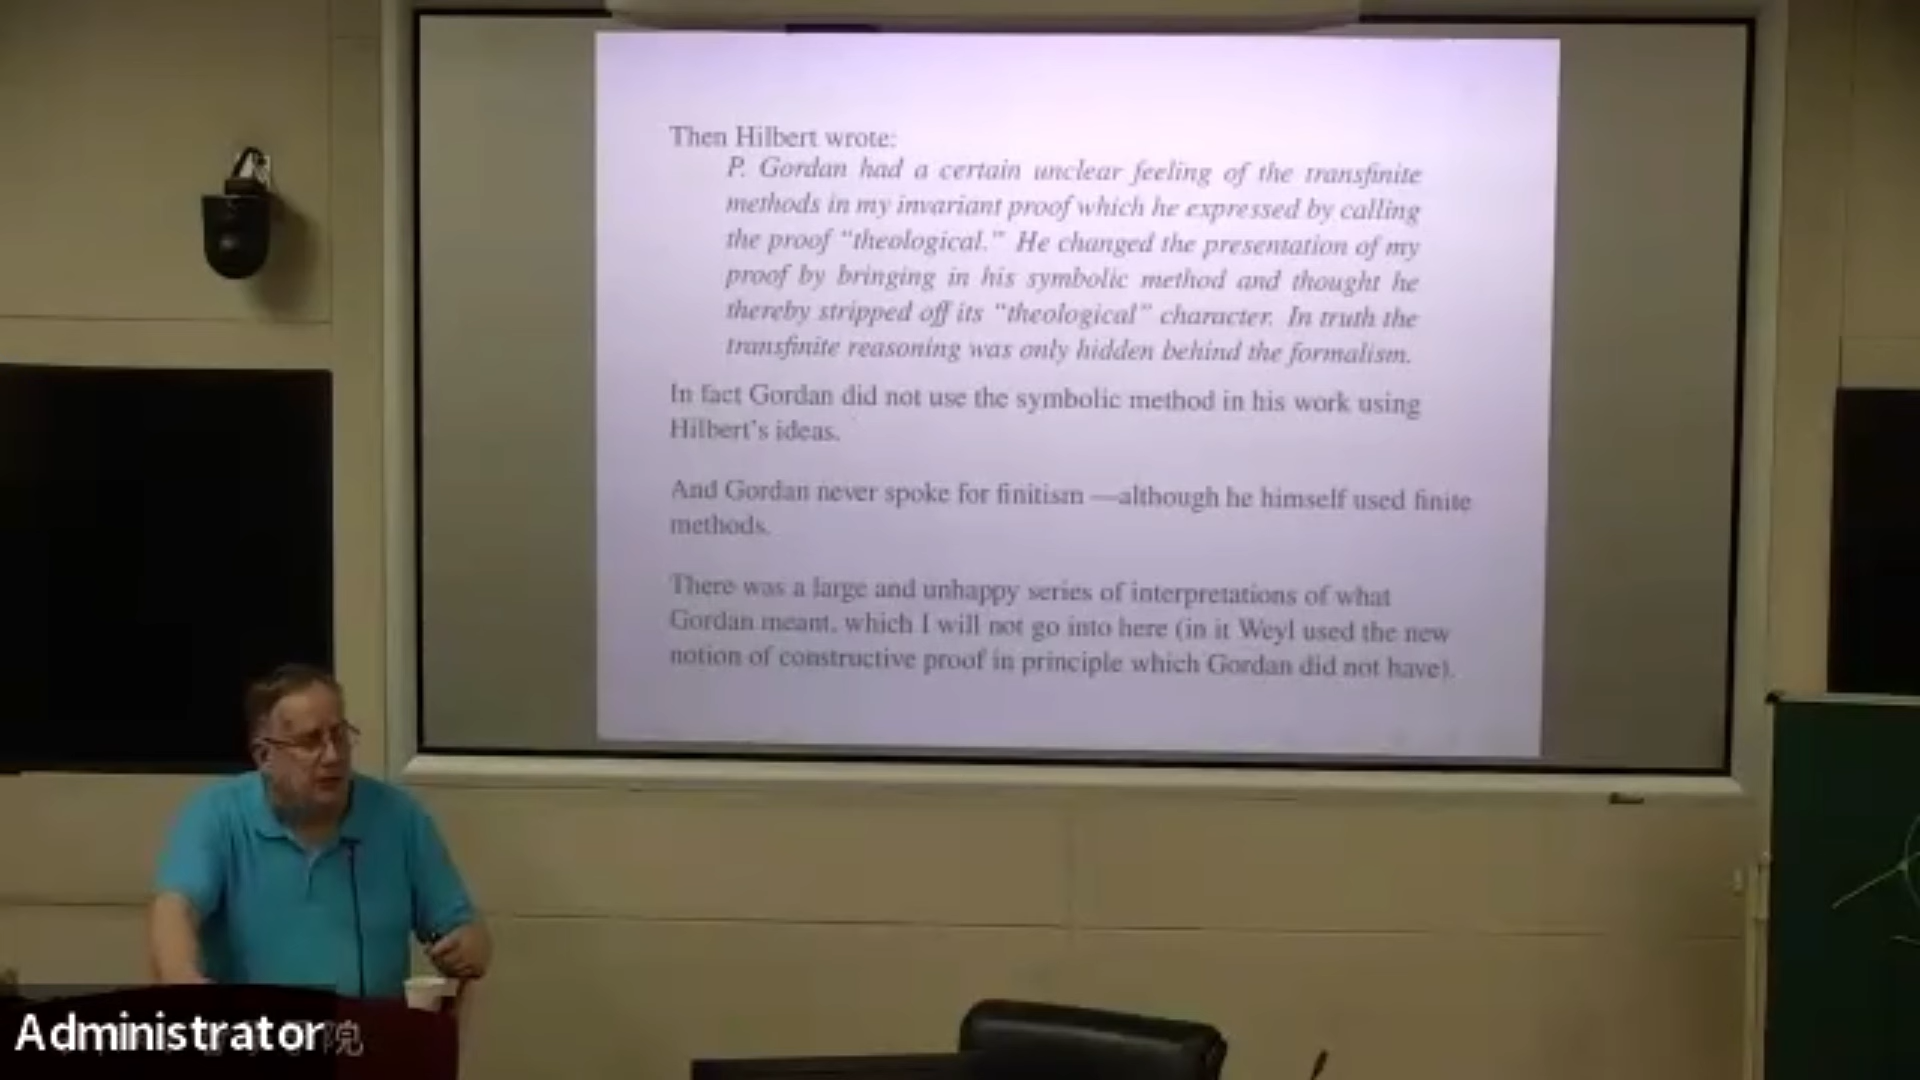 Then Hilbert wrote:
P. Gordan had a certain unclear feeling of the transfinite
methods in my invariant proof which he expressed by calling
the proof “theological.” He changed the presentation of my
proof by bringing in his symbolic method and thought he
thereby stripped off its “theological” character. In truth the
transfinite reasoning was only hidden behind the formalism.
In fact Gordan did not use the symbolic method in his work using
Hilbert’s ideas.
And Gordan never spoke for finitism —although he himself used finite
methods.
There was a large and unhappy series of interpretations of what
Gordan meant, which I will not go into here (in it Weyl used the new
notion of constructive proof in principle which Gordan did not have).
Administrator
院